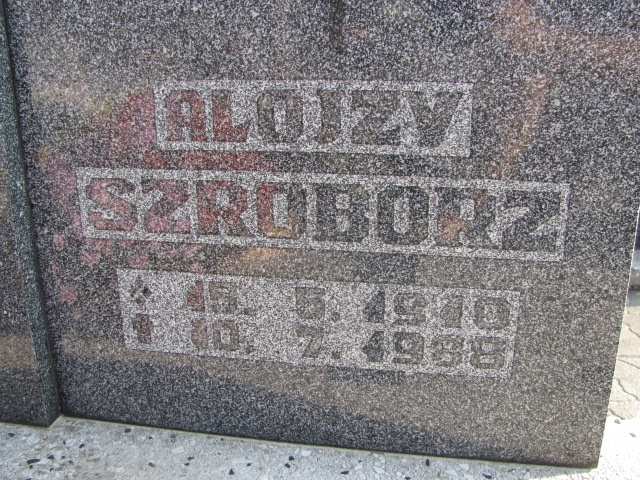 ALOJZY
SZROBORZ
* 15. 5. 1910
† 10. 7. 1988